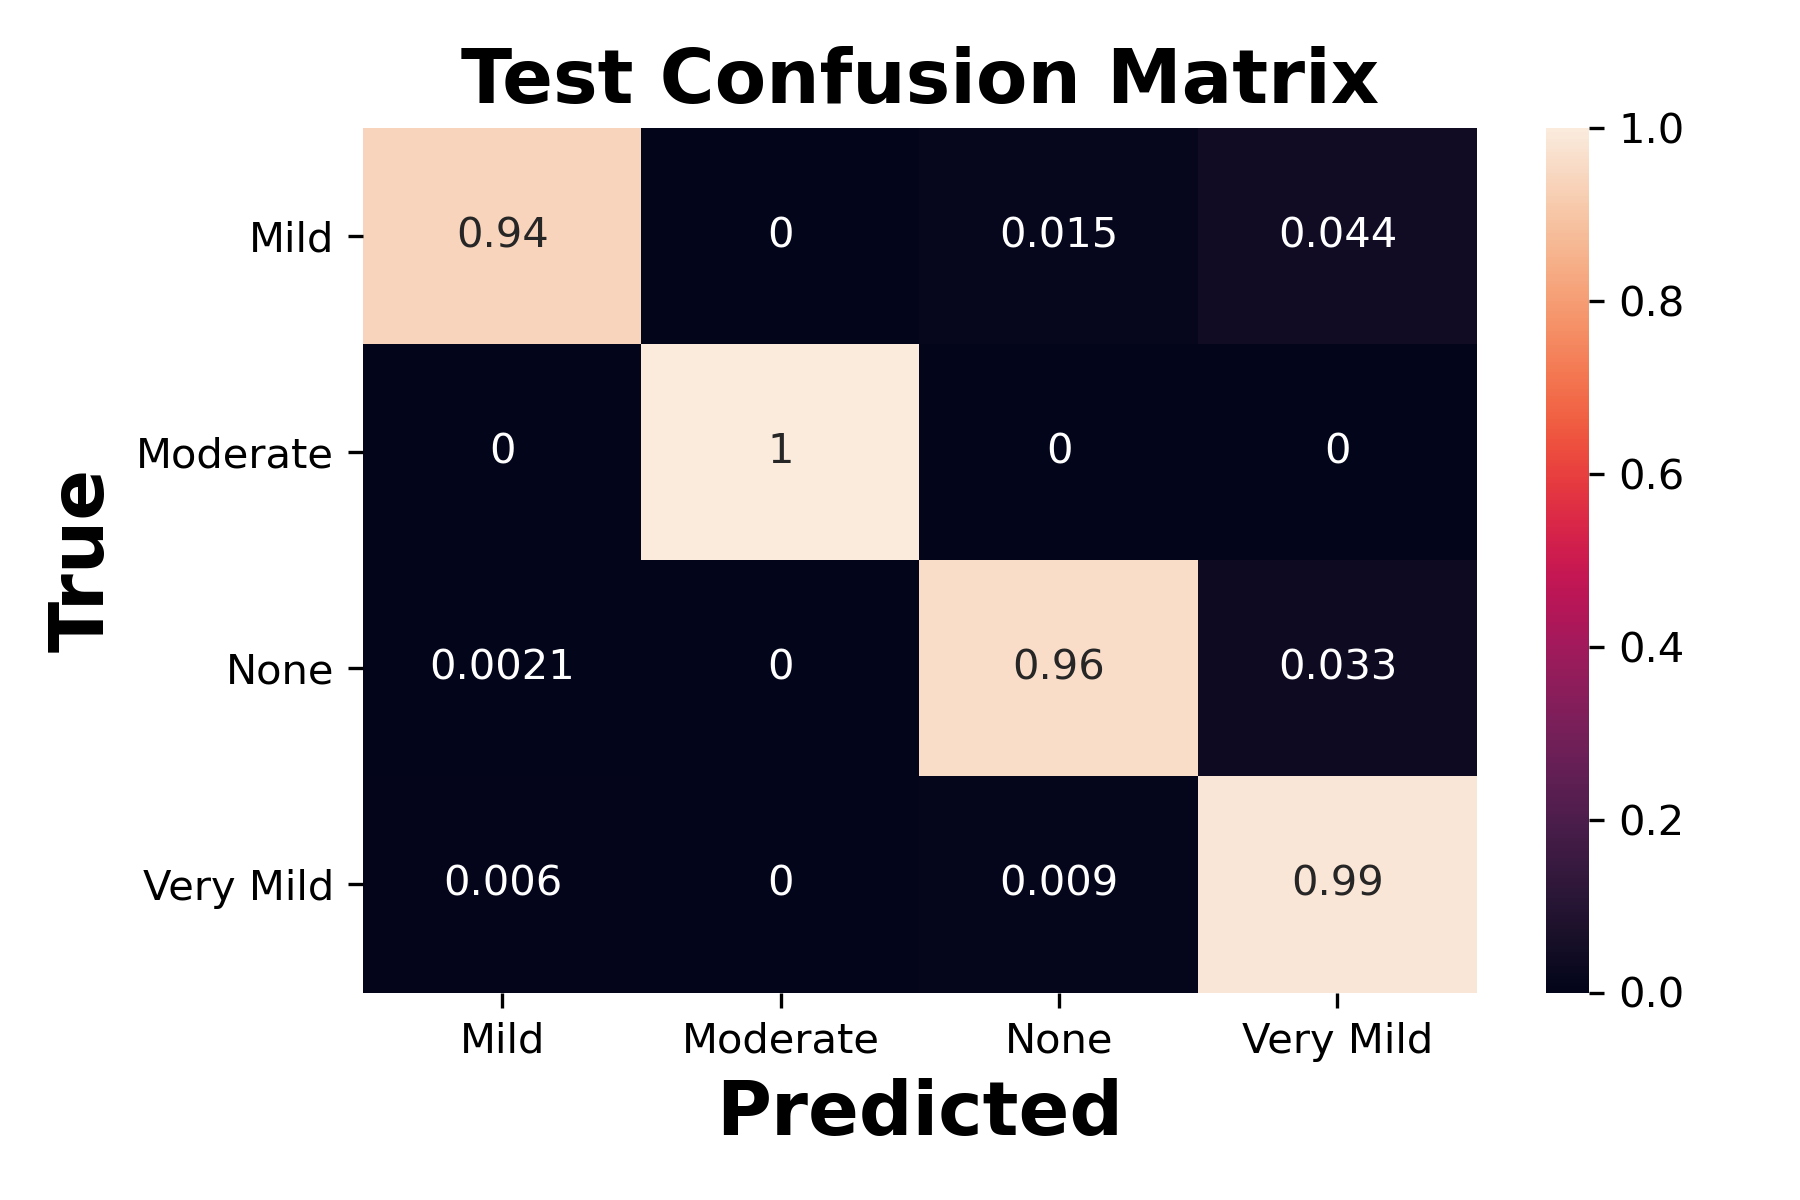 Test Confusion Matrix
1.0
Mild 0.94 0 0.015 0.044
0.8
Moderate 0 1 0 0
0.6
True
0.4
None 0.0021 0 0.96 0.033
0.2
Very Mild 0.006 0 0.009 0.99
0.0
Mild Moderate None Very Mild
Predicted